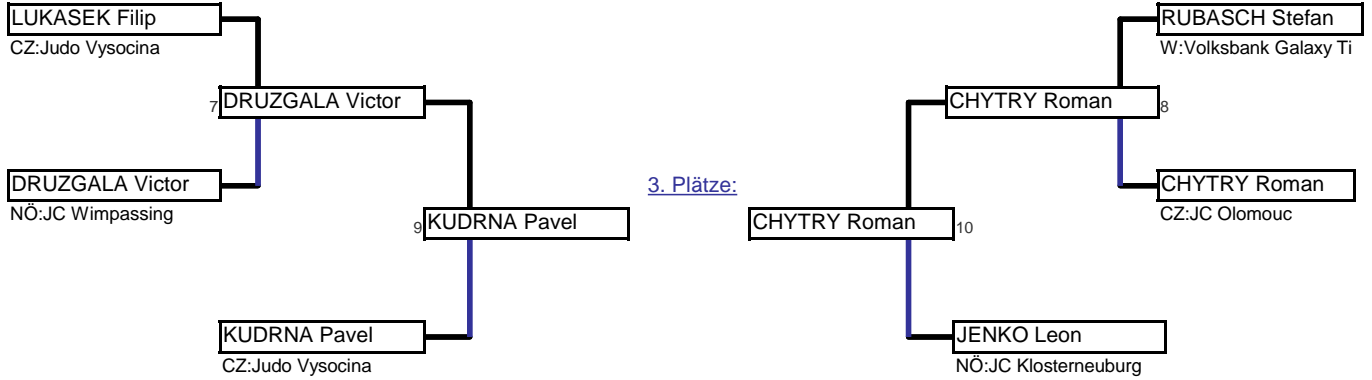 LUKASEK Filip
CZ:Judo Vysocina
7 DRUZGALA Victor
DRUZGALA Victor
NÖ:JC Wimpassing
9 KUDRNA Pavel
KUDRNA Pavel
CZ:Judo Vysocina
3. Plätze:
RUBASCH Stefan
W:Volksbank Galaxy Ti
CHYTRY Roman 8
CHYTRY Roman
CZ:JC Olomouc
CHYTRY Roman 10
JENKO Leon
NÖ:JC Klosterneuburg